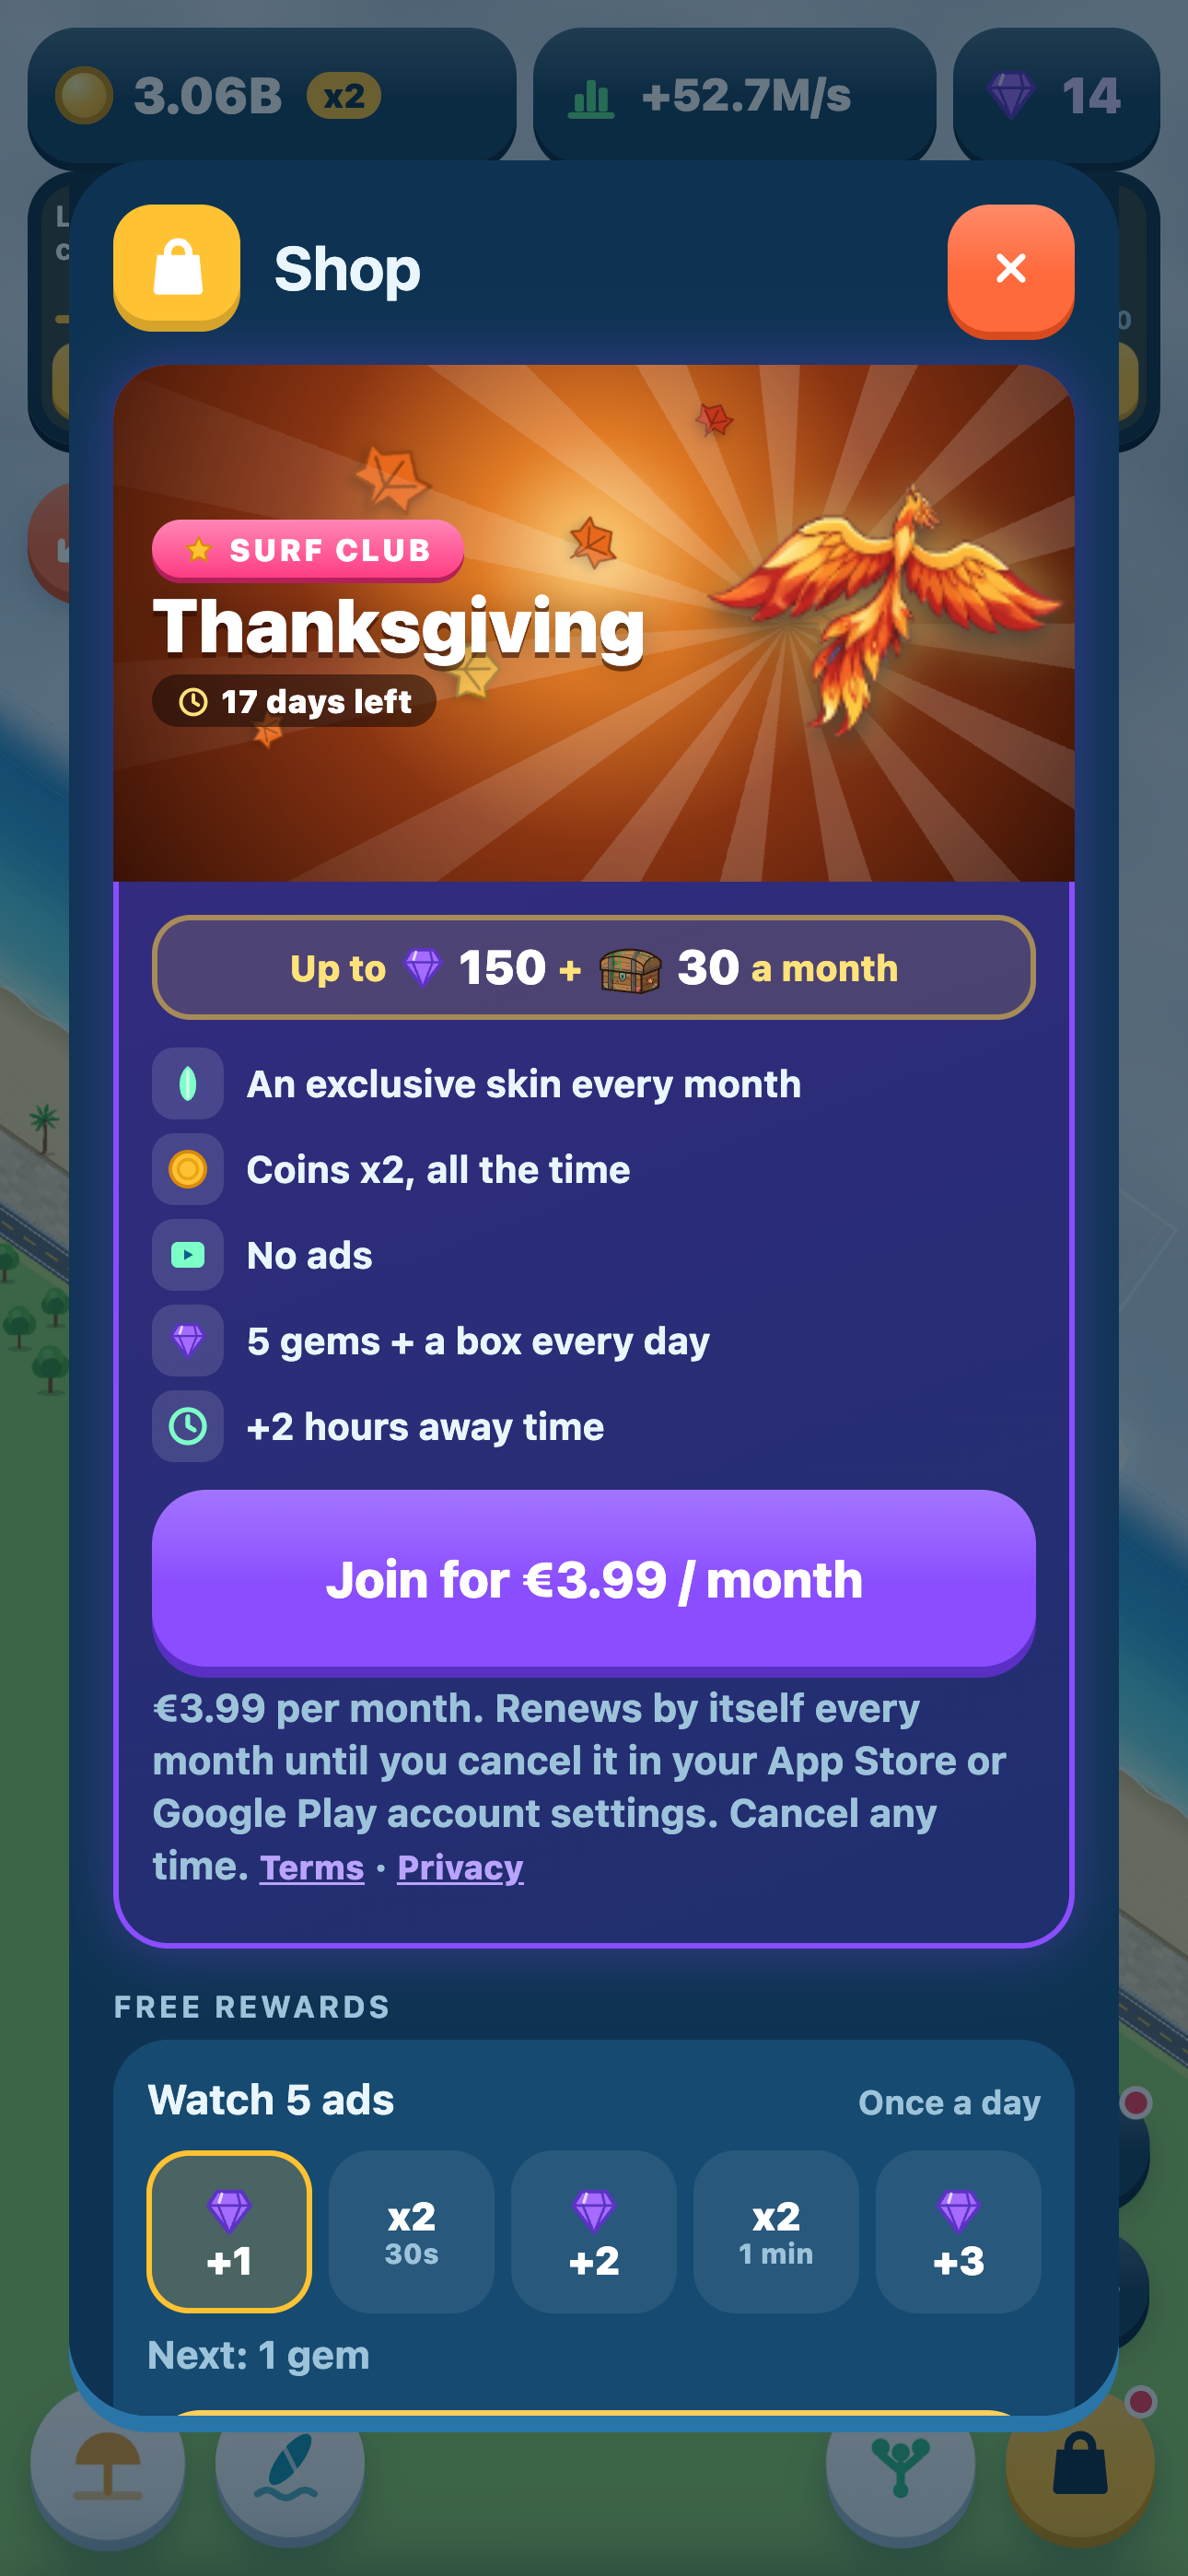 3.06B x2 +52.7M/s 14
Shop
SURF CLUB
Thanksgiving
17 days left
Up to 150 + 30 a month
An exclusive skin every month
Coins x2, all the time
No ads
5 gems + a box every day
+2 hours away time
Join for €3.99 / month
€3.99 per month. Renews by itself every
month until you cancel it in your App Store or
Google Play account settings. Cancel any
time. Terms · Privacy
FREE REWARDS
Watch 5 ads Once a day
+1 x2 30s +2 x2 1 min +3
Next: 1 gem